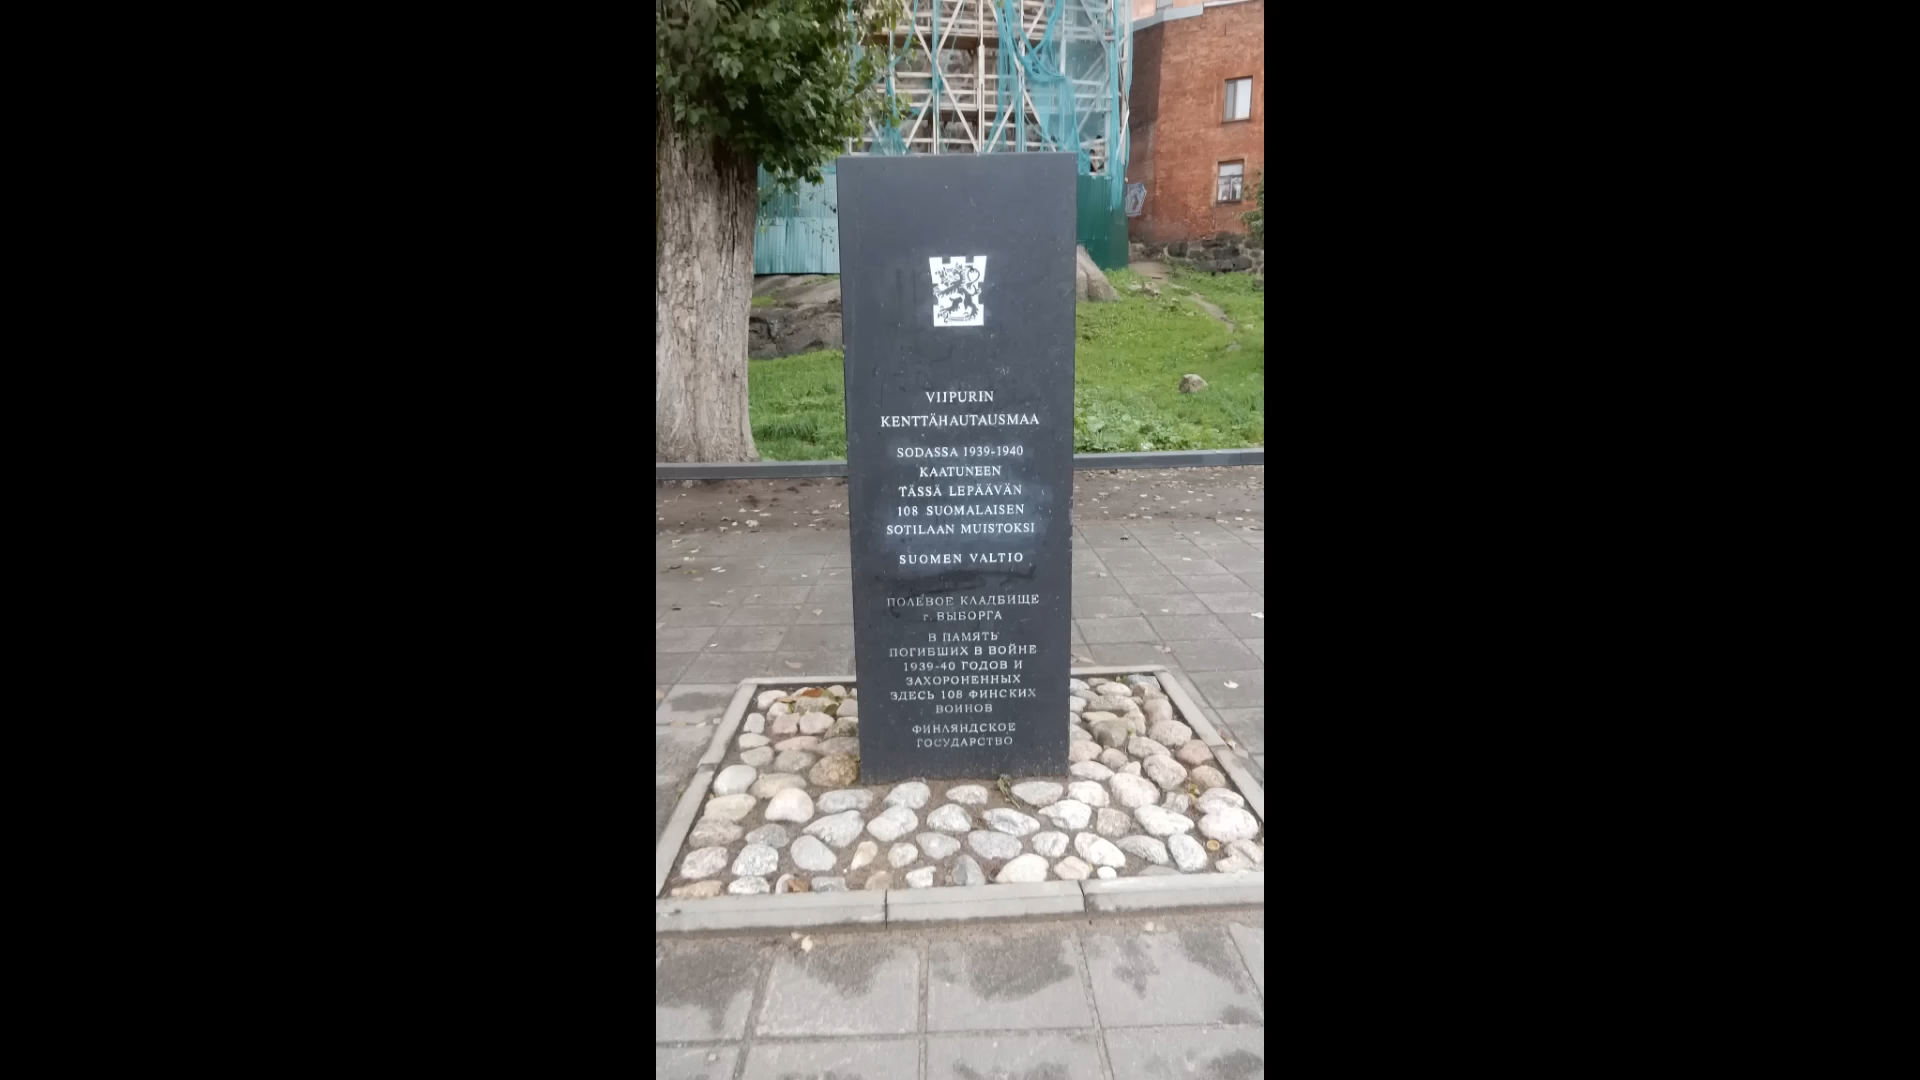 VIIPURIN
KENTTÄHAUTAUSMAA
SODASSA 1939-1940
KAATUNEEN
TÄSSÄ LEPÄÄVÄN
108 SUOMALAISEN
SOTILAAN MUISTOKSI
SUOMEN VALTIO
ПОЛЕВОЕ КЛАДБИЩЕ
г. ВЫБОРГА
В ПАМЯТЬ
ПОГИБШИХ В ВОЙНЕ
1939-40 ГОДОВ И
ЗАХОРОНЕННЫХ
ЗДЕСЬ 108 ФИНСКИХ
ВОИНОВ
ФИНЛЯНДСКОЕ
ГОСУДАРСТВО